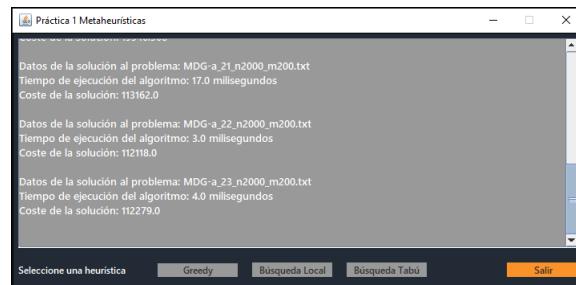 Práctica 1 Metaheurísticas
Datos de la solución al problema: MDG-a_21_n2000_m200.txt
Tiempo de ejecución del algoritmo: 17.0 milisegundos
Coste de la solución: 113162.0
Datos de la solución al problema: MDG-a_22_n2000_m200.txt
Tiempo de ejecución del algoritmo: 3.0 milisegundos
Coste de la solución: 112118.0
Datos de la solución al problema: MDG-a_23_n2000_m200.txt
Tiempo de ejecución del algoritmo: 4.0 milisegundos
Coste de la solución: 112279.0
Seleccione una heurística Greedy Búsqueda Local Búsqueda Tabú Salir